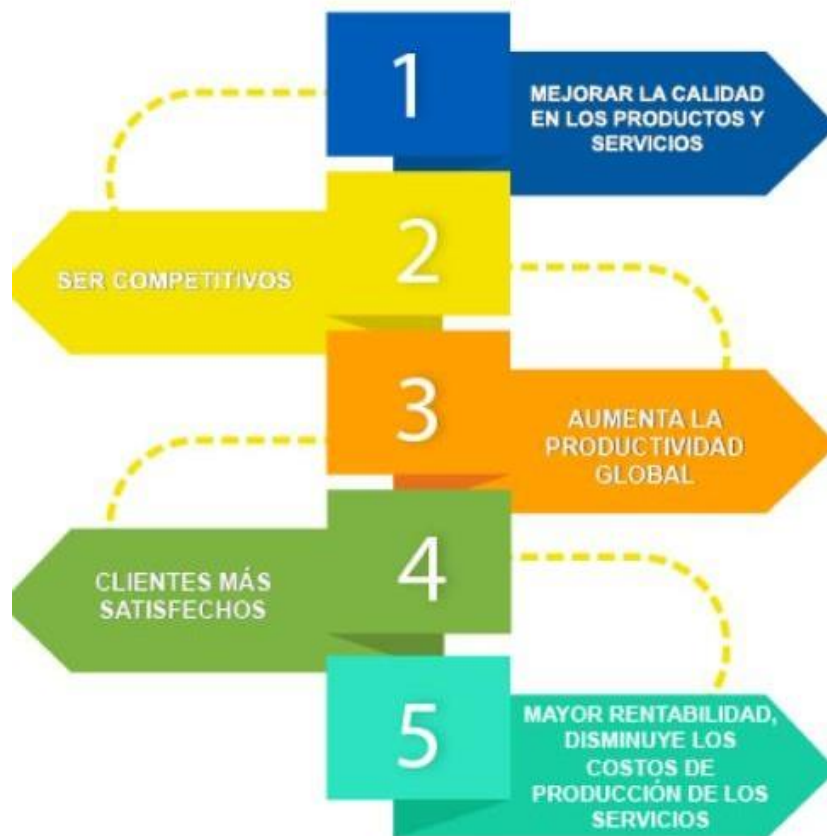 1
MEJORAR LA CALIDAD
EN LOS PRODUCTOS Y
SERVICIOS
2
SER COMPETITIVOS
3
AUMENTA LA
PRODUCTIVIDAD
GLOBAL
4
CLIENTES MÁS
SATISFECHOS
5
MAYOR RENTABILIDAD,
DISMINUYE LOS
COSTOS DE
PRODUCCIÓN DE LOS
SERVICIOS